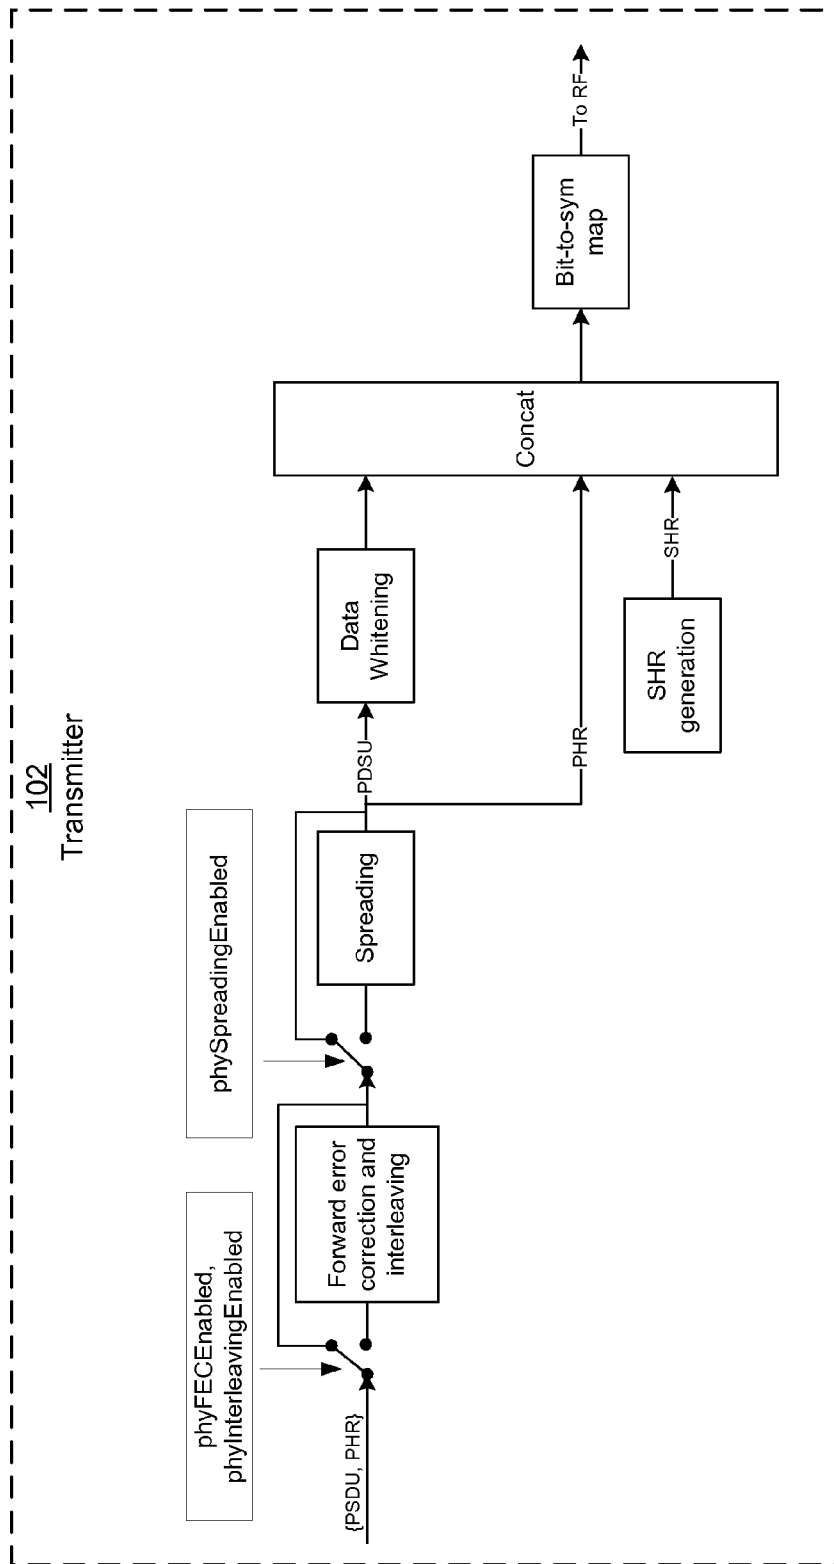 102
Transmitter
phyFECEnabled,
phyInterleavingEnabled
phySpreadingEnabled
{PSDU, PHR}
Forward error
correction and
interleaving
Spreading
PDSU
Data
Whitening
PHR
SHR
generation
SHR
Concat
Bit-to-sym
map
To RF